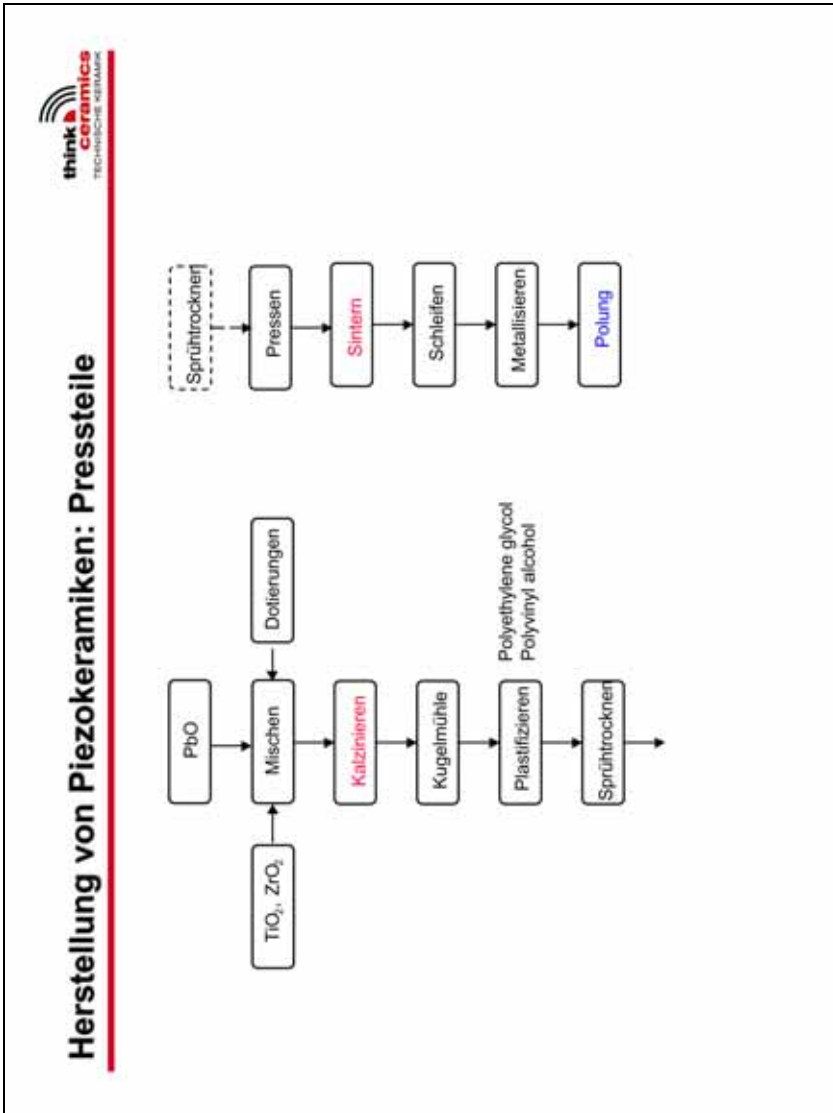 Herstellung von Piezokeramiken: Pressteile
think
ceramics
TECHNISCHE KERAMIK
PbO
TiO₂, ZrO₂
Mischen
Dotierungen
Kalzinieren
Kugelmühle
Plastifizieren
Polyethylene glycol
Polyvinyl alcohol
Sprühtrocknen
Sprühtrockner
Pressen
Sintern
Schleifen
Metallisieren
Polung